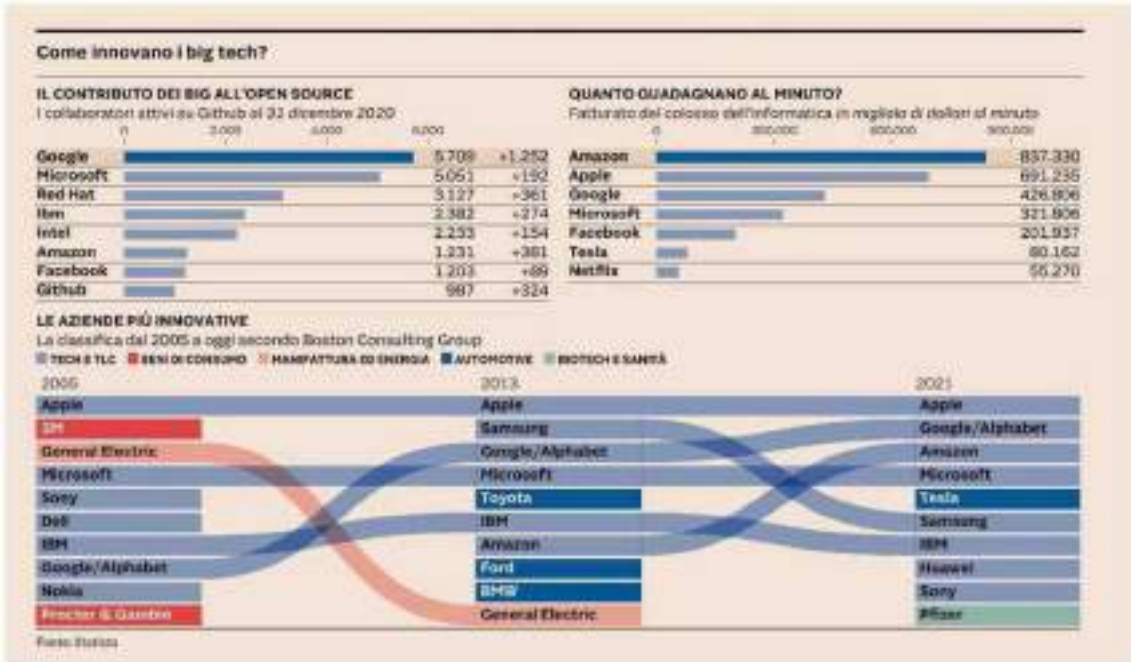 Come innovano i big tech?
IL CONTRIBUTO DEI BIG ALL'OPEN SOURCE
I collaboratori attivi su Github al 31 dicembre 2020
0 2.000 4.000 6.000
Google 5.709 +1.252
Microsoft 5.051 +192
Red Hat 3.127 +361
Ibm 2.382 +274
Intel 2.233 +154
Amazon 1.231 +381
Facebook 1.203 +89
Github 987 +324
QUANTO GUADAGNANO AL MINUTO?
Fatturato del colosso dell'informatica in migliaia di dollari al minuto
0 300.000 600.000 900.000
Amazon 837.330
Apple 691.235
Google 426.806
Microsoft 321.806
Facebook 201.937
Tesla 80.162
Netflix 55.270
LE AZIENDE PIÙ INNOVATIVE
La classifica dal 2005 a oggi secondo Boston Consulting Group
TECH E TLC BENI DI CONSUMO MANIFATTURA ED ENERGIA AUTOMOTIVE BIOTECH E SANITÀ
2005 2013 2021
Apple Apple Apple
3M Samsung Google/Alphabet
General Electric Google/Alphabet Amazon
Microsoft Microsoft Microsoft
Sony Toyota Tesla
Dell IBM Samsung
IBM Amazon IBM
Google/Alphabet Ford Huawei
Nokia BMW Sony
Procter & Gamble General Electric Pfizer
Fonte: Statista